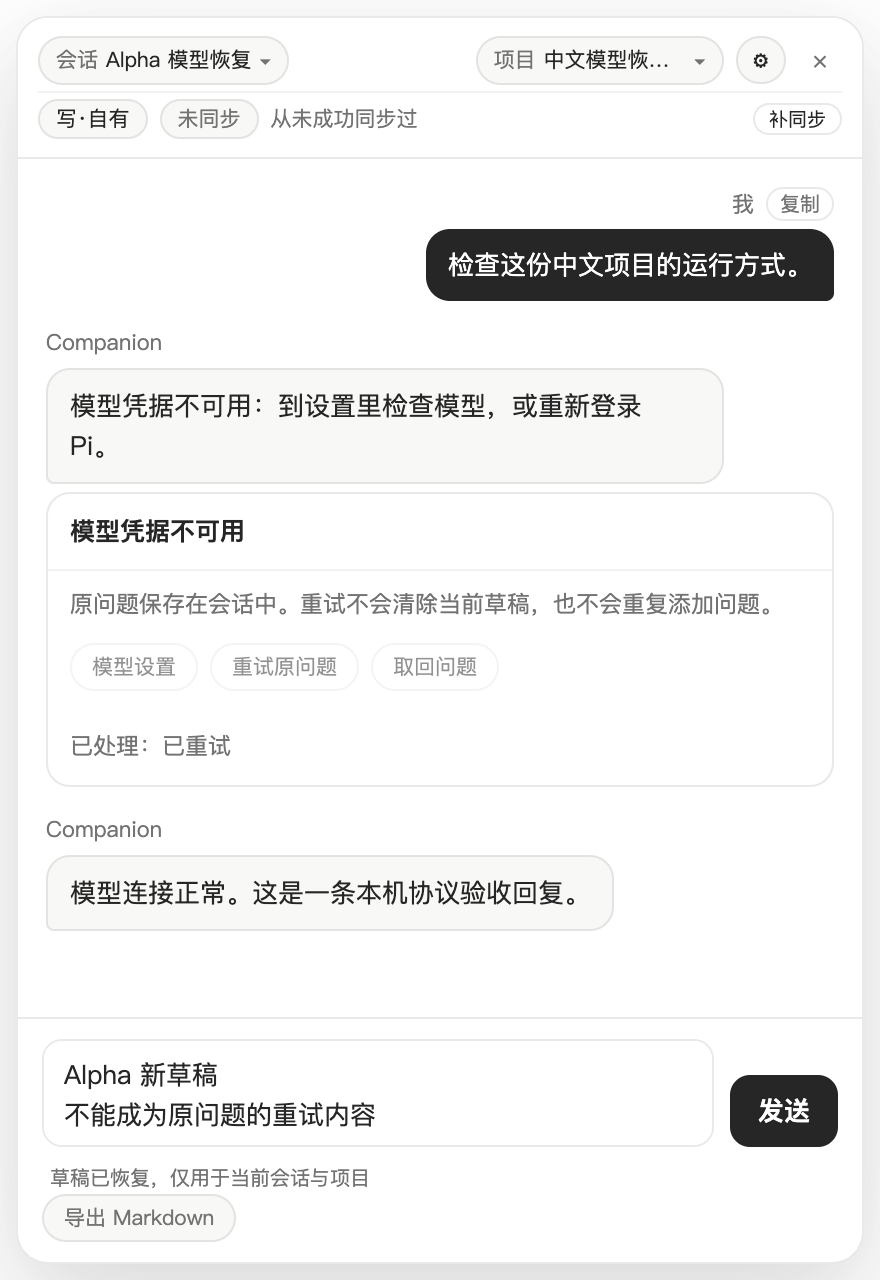 会话 Alpha 模型恢复
项目 中文模型恢…
写·自有 未同步 从未成功同步过 补同步
我 复制
检查这份中文项目的运行方式。
Companion
模型凭据不可用：到设置里检查模型，或重新登录
Pi。
模型凭据不可用
原问题保存在会话中。重试不会清除当前草稿，也不会重复添加问题。
模型设置 重试原问题 取回问题
已处理：已重试
Companion
模型连接正常。这是一条本机协议验收回复。
Alpha 新草稿
不能成为原问题的重试内容
发送
草稿已恢复，仅用于当前会话与项目
导出 Markdown